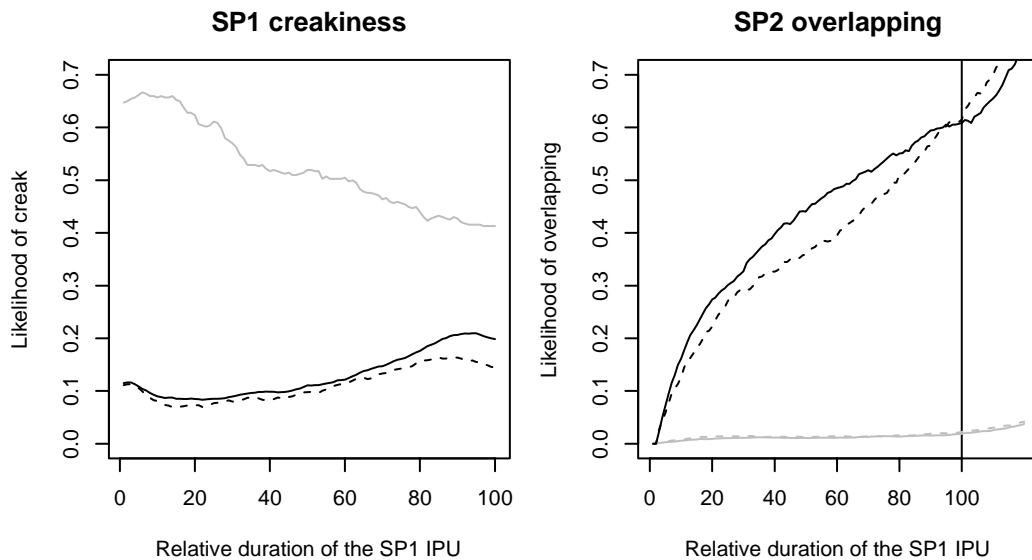 SP1 creakiness
Likelihood of creak
0.7
0.6
0.5
0.4
0.3
0.2
0.1
0.0
0 20 40 60 80 100
Relative duration of the SP1 IPU
SP2 overlapping
Likelihood of overlapping
0.7
0.6
0.5
0.4
0.3
0.2
0.1
0.0
0 20 40 60 80 100
Relative duration of the SP1 IPU